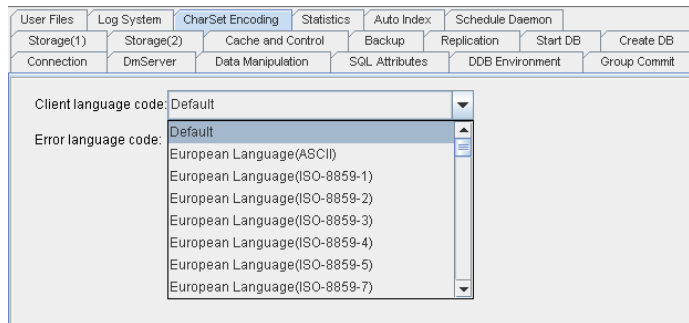 User Files Log System CharSet Encoding Statistics Auto Index Schedule Daemon
Storage(1) Storage(2) Cache and Control Backup Replication Start DB Create DB
Connection DmServer Data Manipulation SQL Attributes DDB Environment Group Commit
Client language code: Default
Error language code:
Default
European Language(ASCII)
European Language(ISO-8859-1)
European Language(ISO-8859-2)
European Language(ISO-8859-3)
European Language(ISO-8859-4)
European Language(ISO-8859-5)
European Language(ISO-8859-7)